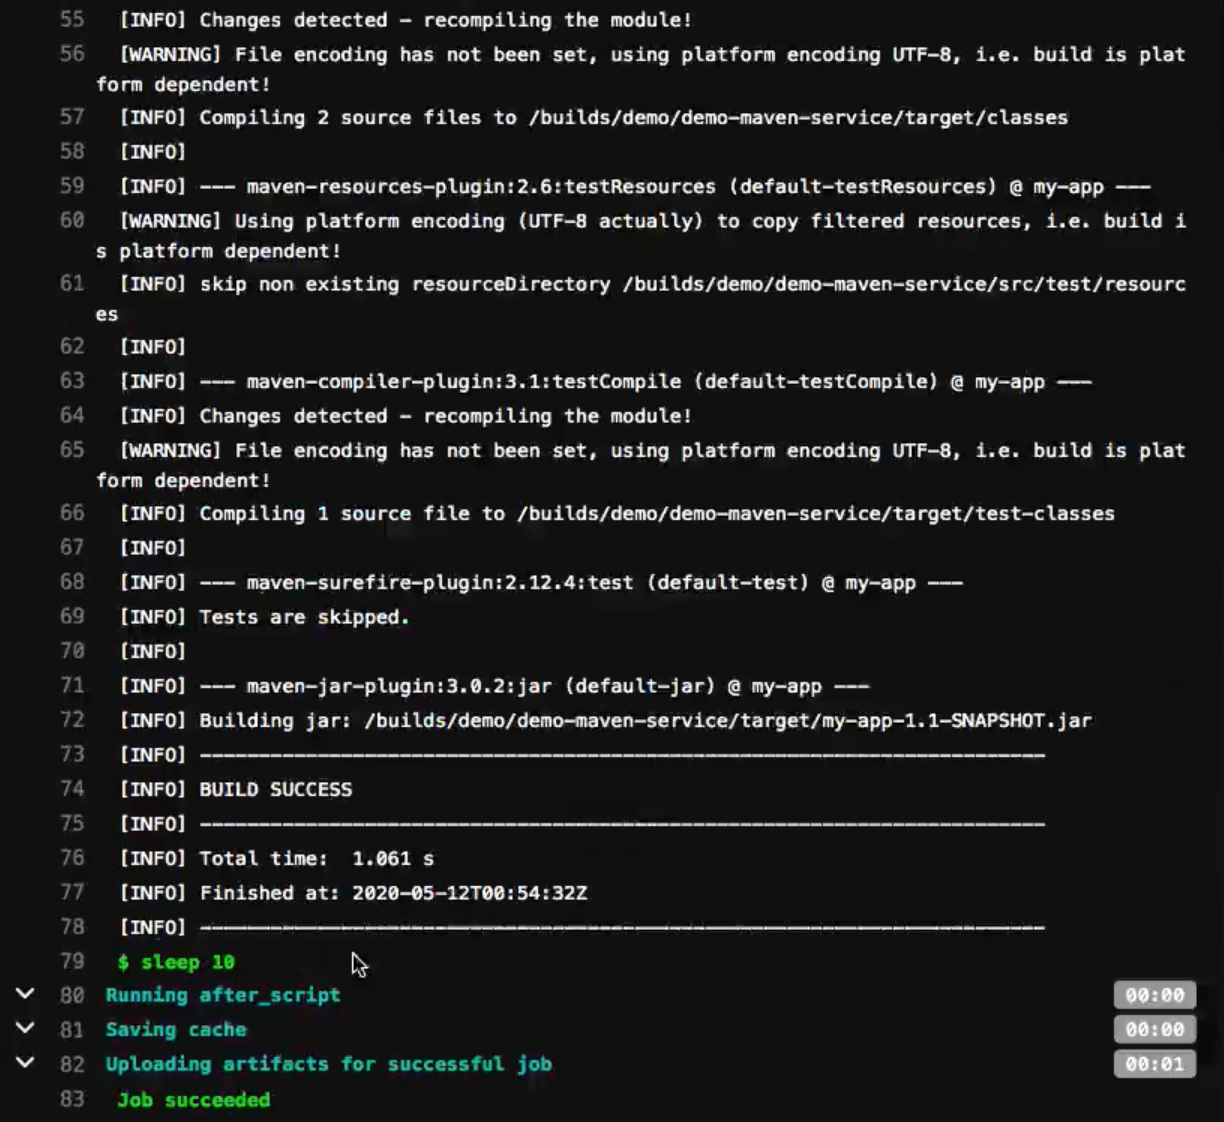 55 [INFO] Changes detected - recompiling the module!
56 [WARNING] File encoding has not been set, using platform encoding UTF-8, i.e. build is plat
form dependent!
57 [INFO] Compiling 2 source files to /builds/demo/demo-maven-service/target/classes
58 [INFO]
59 [INFO] --- maven-resources-plugin:2.6:testResources (default-testResources) @ my-app ---
60 [WARNING] Using platform encoding (UTF-8 actually) to copy filtered resources, i.e. build i
s platform dependent!
61 [INFO] skip non existing resourceDirectory /builds/demo/demo-maven-service/src/test/resourc
es
62 [INFO]
63 [INFO] --- maven-compiler-plugin:3.1:testCompile (default-testCompile) @ my-app ---
64 [INFO] Changes detected - recompiling the module!
65 [WARNING] File encoding has not been set, using platform encoding UTF-8, i.e. build is plat
form dependent!
66 [INFO] Compiling 1 source file to /builds/demo/demo-maven-service/target/test-classes
67 [INFO]
68 [INFO] --- maven-surefire-plugin:2.12.4:test (default-test) @ my-app ---
69 [INFO] Tests are skipped.
70 [INFO]
71 [INFO] --- maven-jar-plugin:3.0.2:jar (default-jar) @ my-app ---
72 [INFO] Building jar: /builds/demo/demo-maven-service/target/my-app-1.1-SNAPSHOT.jar
73 [INFO] ------------------------------------------------------------------------
74 [INFO] BUILD SUCCESS
75 [INFO] ------------------------------------------------------------------------
76 [INFO] Total time:  1.061 s
77 [INFO] Finished at: 2020-05-12T00:54:32Z
78 [INFO] ------------------------------------------------------------------------
79 $ sleep 10
80 Running after_script 00:00
81 Saving cache 00:00
82 Uploading artifacts for successful job 00:01
83 Job succeeded